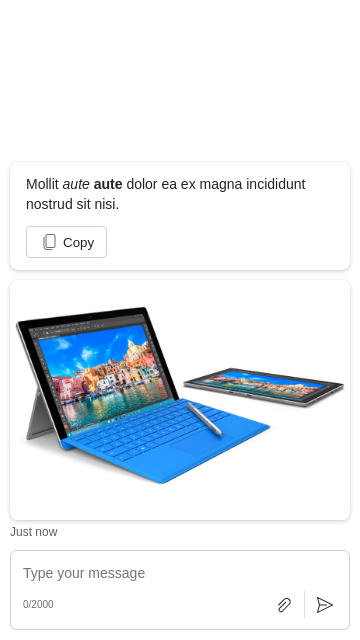 Mollit aute aute dolor ea ex magna incididunt
nostrud sit nisi.
Copy
Just now
Type your message
0/2000